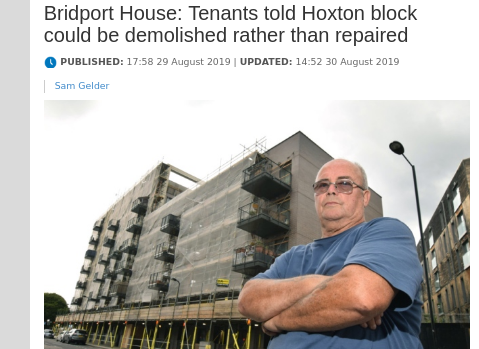 Bridport House: Tenants told Hoxton block
could be demolished rather than repaired
PUBLISHED: 17:58 29 August 2019 | UPDATED: 14:52 30 August 2019
Sam Gelder